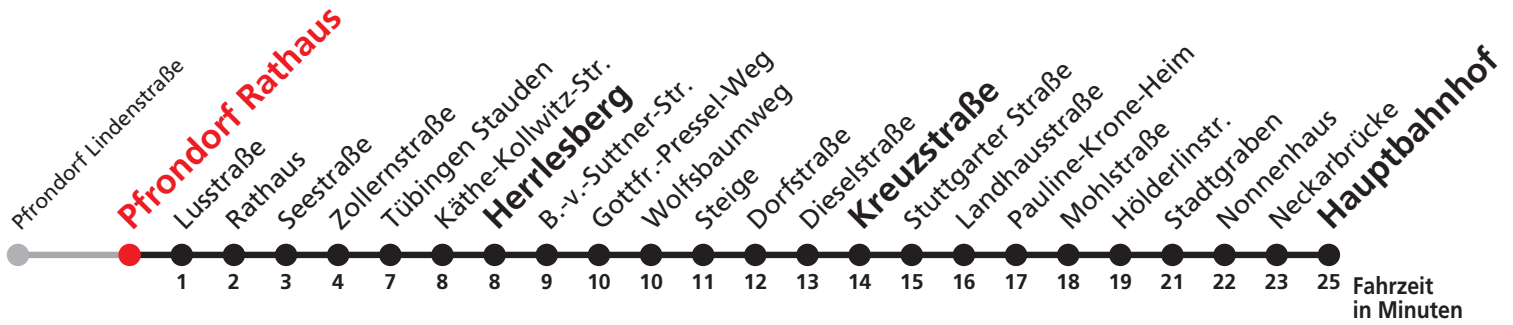 Pfrondorf Lindenstraße
Pfrondorf Rathaus
Lusstraße
Rathaus
Seestraße
Zollernstraße
Tübingen Stauden
Käthe-Kollwitz-Str.
Herrlesberg
B.-v.-Suttner-Str.
Gottfr.-Pressel-Weg
Wolfsbaumweg
Steige
Dorfstraße
Dieselstraße
Kreuzstraße
Stuttgarter Straße
Landhausstraße
Pauline-Krone-Heim
Mohlstraße
Hölderlinstr.
Stadtgraben
Nonnenhaus
Neckarbrücke
Hauptbahnhof
1 2 3 4 7 8 8 9 10 10 11 12 13 14 15 16 17 18 19 21 22 23 25
Fahrzeit
in Minuten